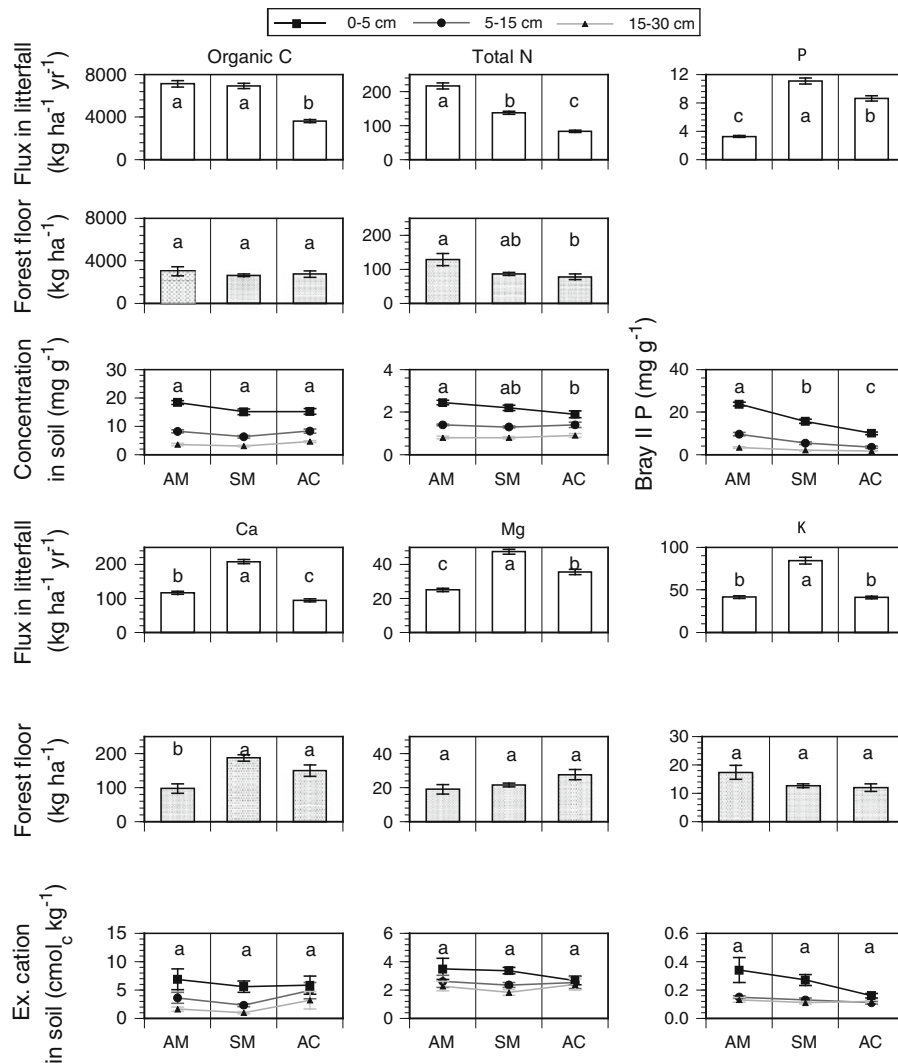 0-5 cm 5-15 cm 15-30 cm
Organic C Total N P
Flux in litterfall
(kg ha⁻¹ yr⁻¹)
8000 4000 0
a a b
200 100 0
a b c
12 8 4 0
c a b
Forest floor
(kg ha⁻¹)
8000 4000 0
a a a
200 100 0
a ab b
Concentration
in soil (mg g⁻¹)
30 20 10 0
a a a
4 2 0
a ab b
Bray II P (mg g⁻¹)
40 20 0
a b c
AM SM AC AM SM AC AM SM AC
Ca Mg K
Flux in litterfall
(kg ha⁻¹ yr⁻¹)
200 100 0
b a c
40 20 0
c a b
100 50 0
b a b
Forest floor
(kg ha⁻¹)
200 100 0
b a a
40 20 0
a a a
30 20 10 0
a a a
Ex. cation
in soil (cmol꜀ kg⁻¹)
15 10 5 0
a a a
6 4 2 0
a a a
0.6 0.4 0.2 0.0
a a a
AM SM AC AM SM AC AM SM AC